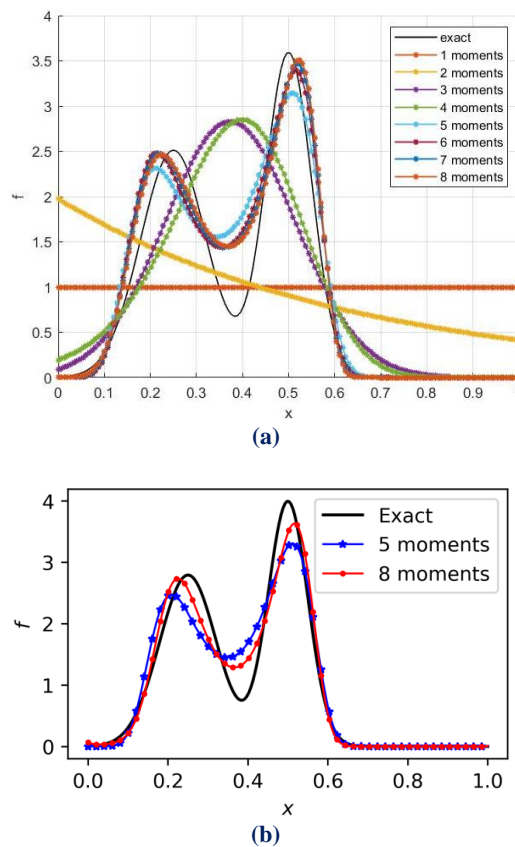 4
3.5
3
2.5
2
1.5
1
0.5
0
f
exact
1 moments
2 moments
3 moments
4 moments
5 moments
6 moments
7 moments
8 moments
0 0.1 0.2 0.3 0.4 0.5 0.6 0.7 0.8 0.9
x
(a)
4
3
2
1
0
f
Exact
5 moments
8 moments
0.0 0.2 0.4 0.6 0.8 1.0
x
(b)